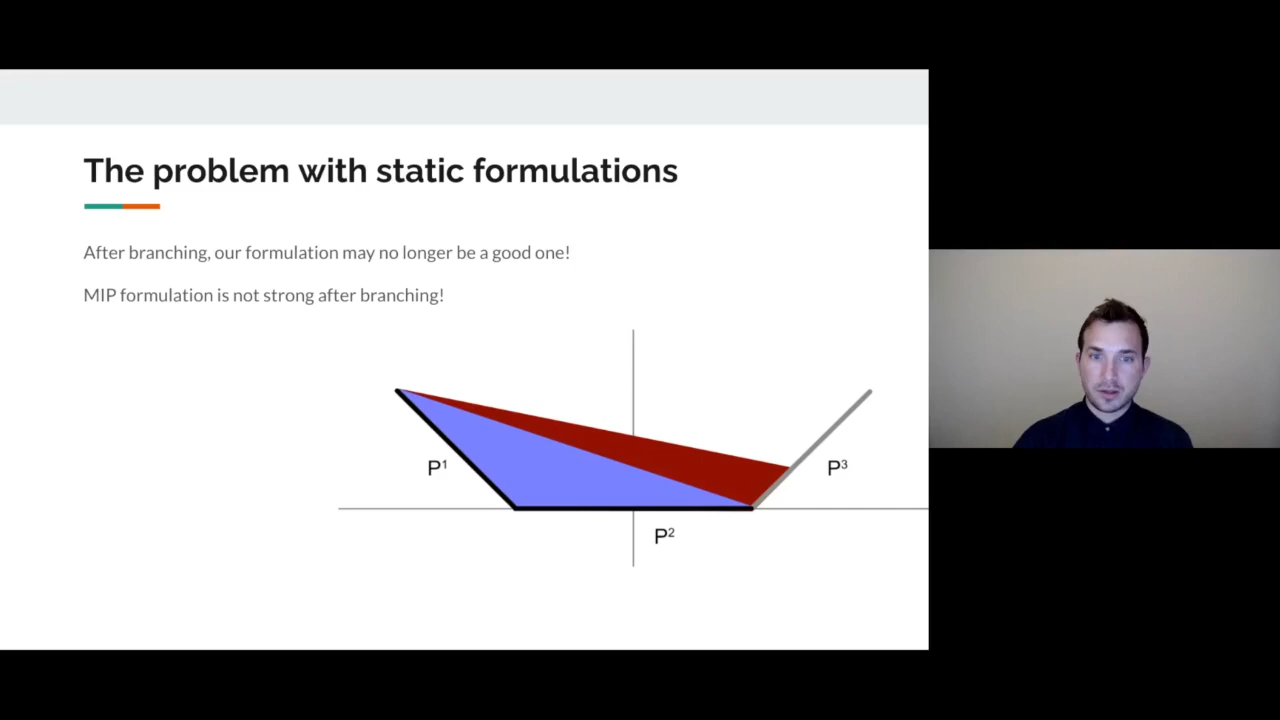 The problem with static formulations
After branching, our formulation may no longer be a good one!
MIP formulation is not strong after branching!
P¹
P³
P²